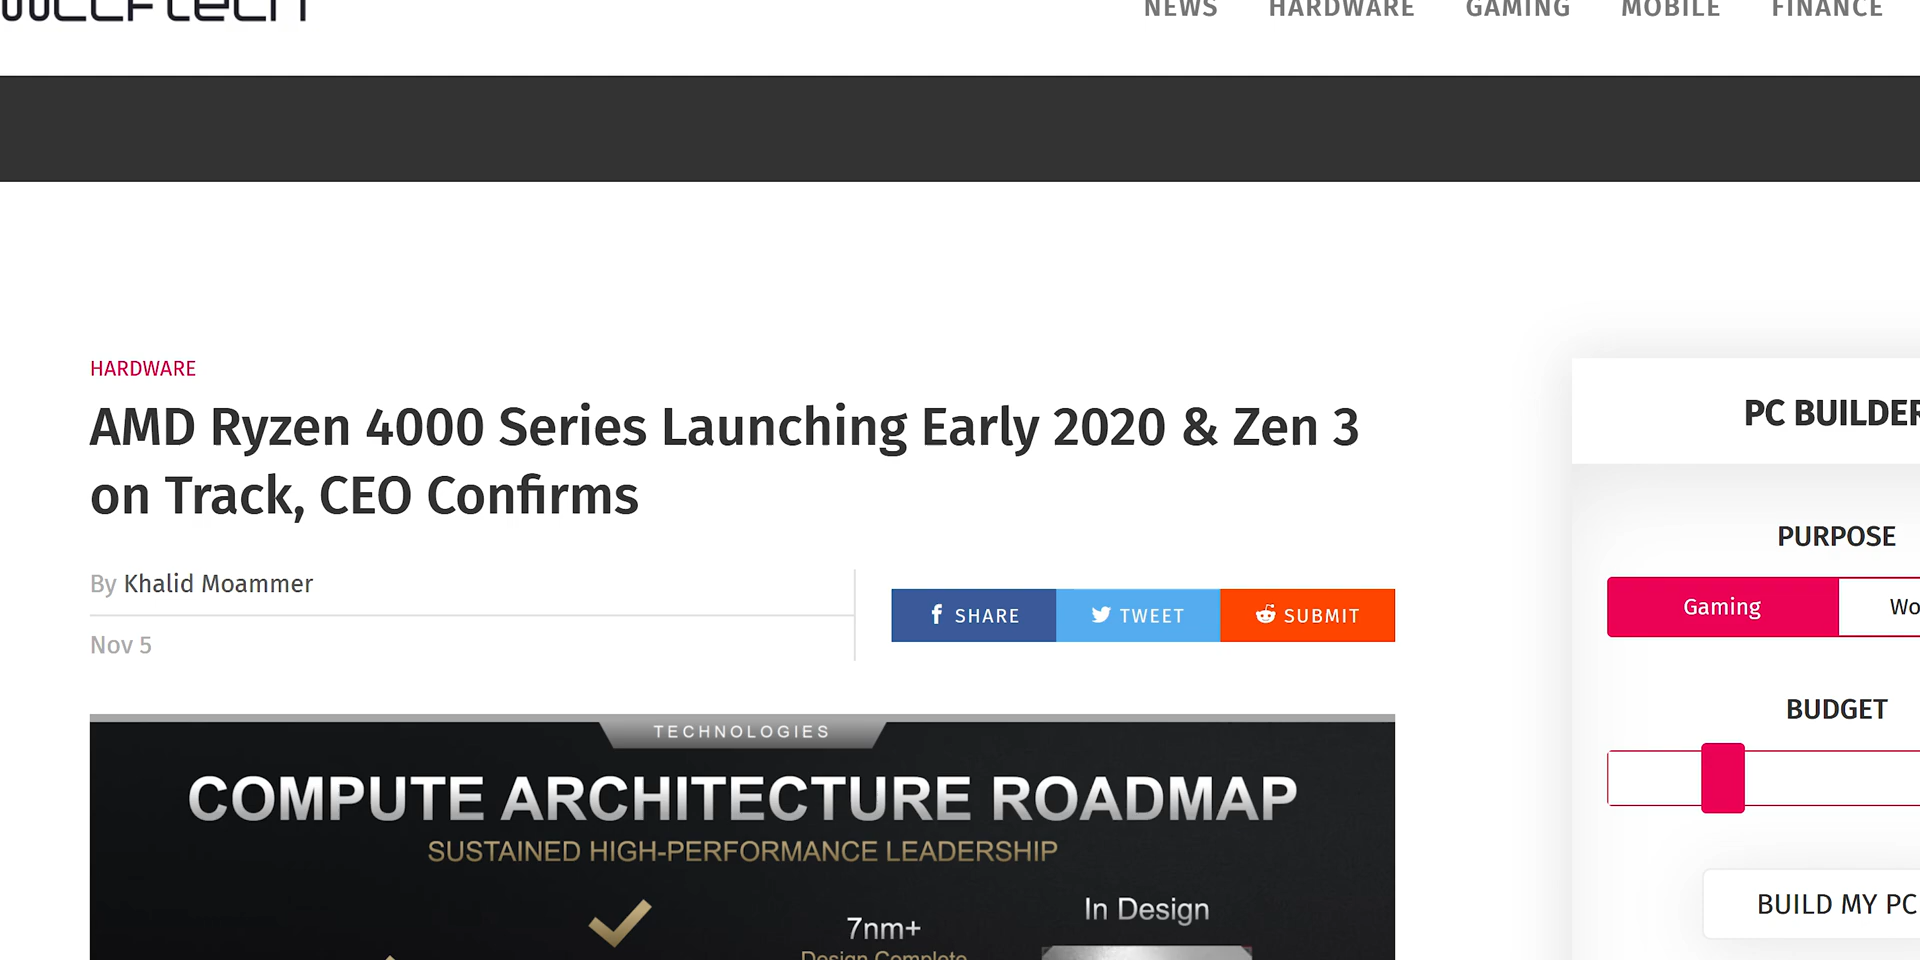 wccftech
NEWS HARDWARE GAMING MOBILE FINANCE
HARDWARE
AMD Ryzen 4000 Series Launching Early 2020 & Zen 3
on Track, CEO Confirms
By Khalid Moammer
Nov 5
SHARE TWEET SUBMIT
TECHNOLOGIES
COMPUTE ARCHITECTURE ROADMAP
SUSTAINED HIGH-PERFORMANCE LEADERSHIP
7nm+
Design Complete
In Design
PC BUILDER
PURPOSE
Gaming Wo
BUDGET
BUILD MY PC